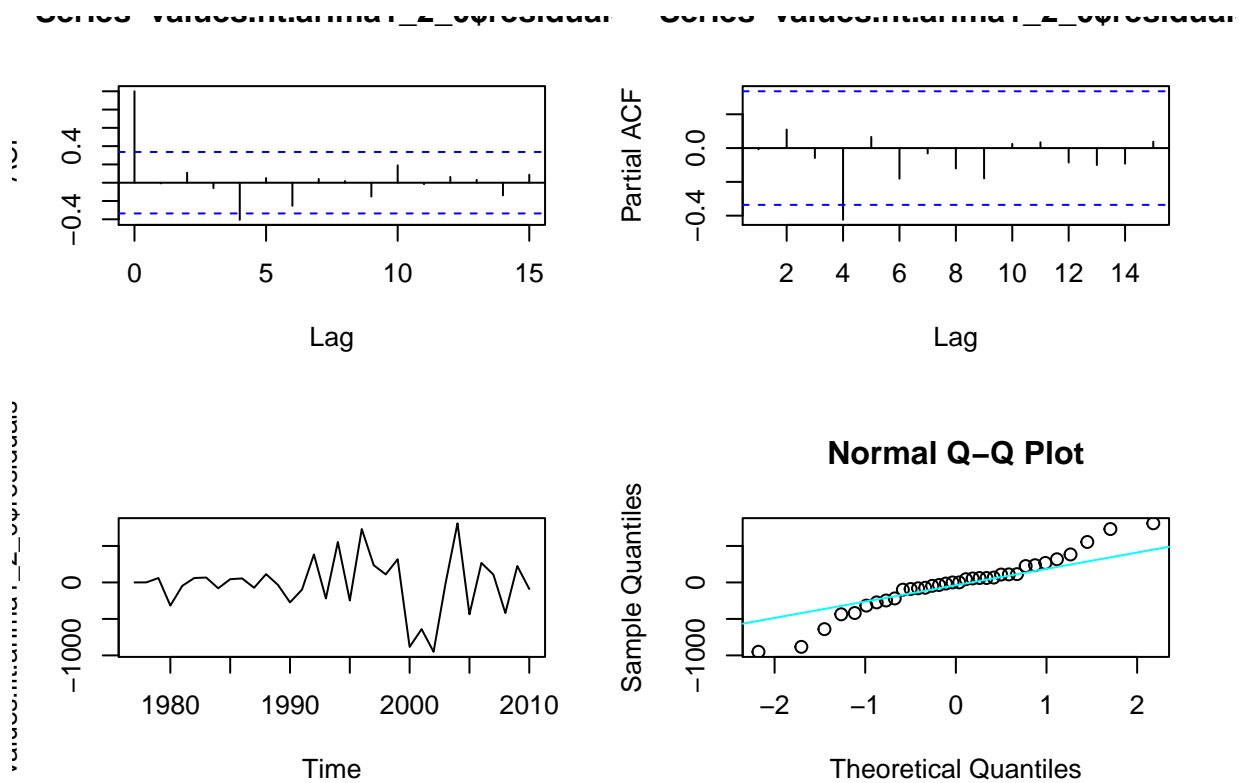 0.4
−0.4
0 5 10 15
Lag
Partial ACF
0.0
−0.4
2 4 6 8 10 12 14
Lag
0
−1000
1980 1990 2000 2010
Time
Normal Q−Q Plot
Sample Quantiles
0
−1000
−2 −1 0 1 2
Theoretical Quantiles